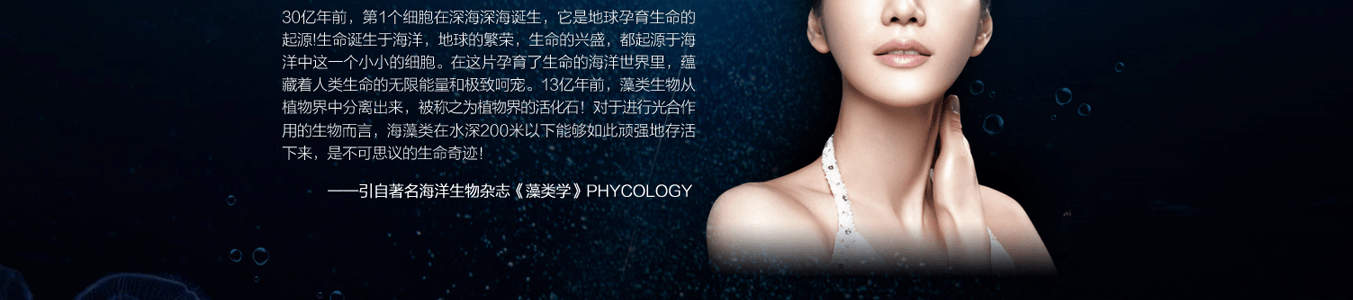 30亿年前，第1个细胞在深海深海诞生，它是地球孕育生命的
起源!生命诞生于海洋，地球的繁荣，生命的兴盛，都起源于海
洋中这一个小小的细胞。在这片孕育了生命的海洋世界里，蕴
藏着人类生命的无限能量和极致呵宠。13亿年前，藻类生物从
植物界中分离出来，被称之为植物界的活化石！对于进行光合作
用的生物而言，海藻类在水深200米以下能够如此顽强地存活
下来，是不可思议的生命奇迹！
——引自著名海洋生物杂志《藻类学》PHYCOLOGY